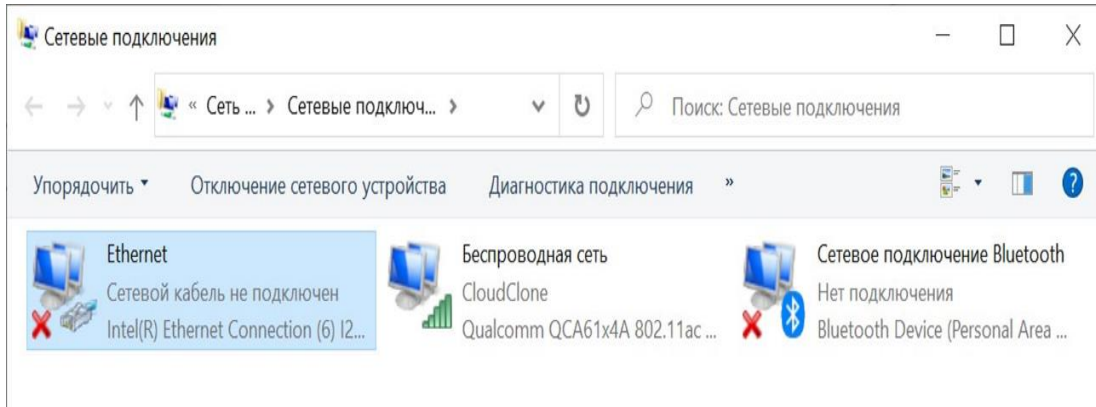 Сетевые подключения
« Сеть ... › Сетевые подключ... › Поиск: Сетевые подключения
Упорядочить Отключение сетевого устройства Диагностика подключения »
Ethernet
Сетевой кабель не подключен
Intel(R) Ethernet Connection (6) I2...
Беспроводная сеть
CloudClone
Qualcomm QCA61x4A 802.11ac ...
Сетевое подключение Bluetooth
Нет подключения
Bluetooth Device (Personal Area ...